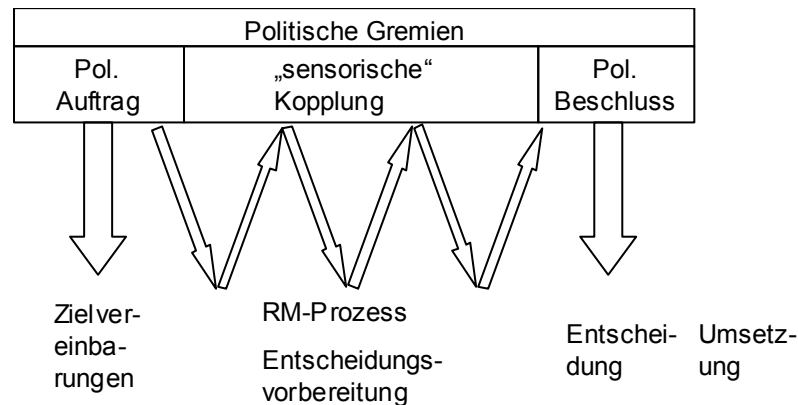 Politische Gremien
Pol.
Auftrag
„sensorische“
Kopplung
Pol.
Beschluss
Zielver-
einba-
rungen
RM-Prozess
Entscheidungs-
vorbereitung
Entschei-
dung
Umsetz-
ung